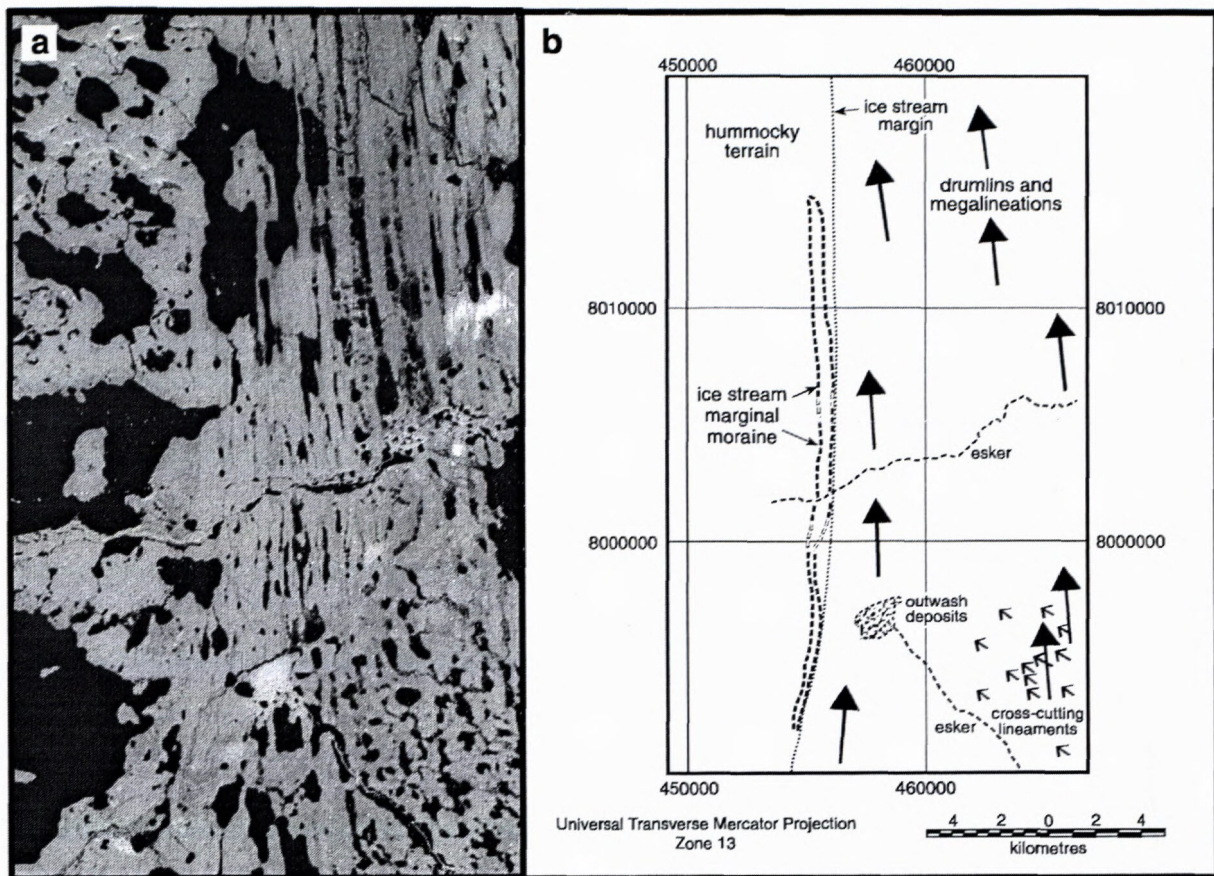 a
b
450000
460000
ice stream
margin
hummocky
terrain
drumlins and
megalineations
8010000
8010000
ice stream
marginal
moraine
esker
8000000
8000000
outwash
deposits
esker
cross-cutting
lineaments
450000
460000
Universal Transverse Mercator Projection
Zone 13
4 2 0 2 4
kilometres